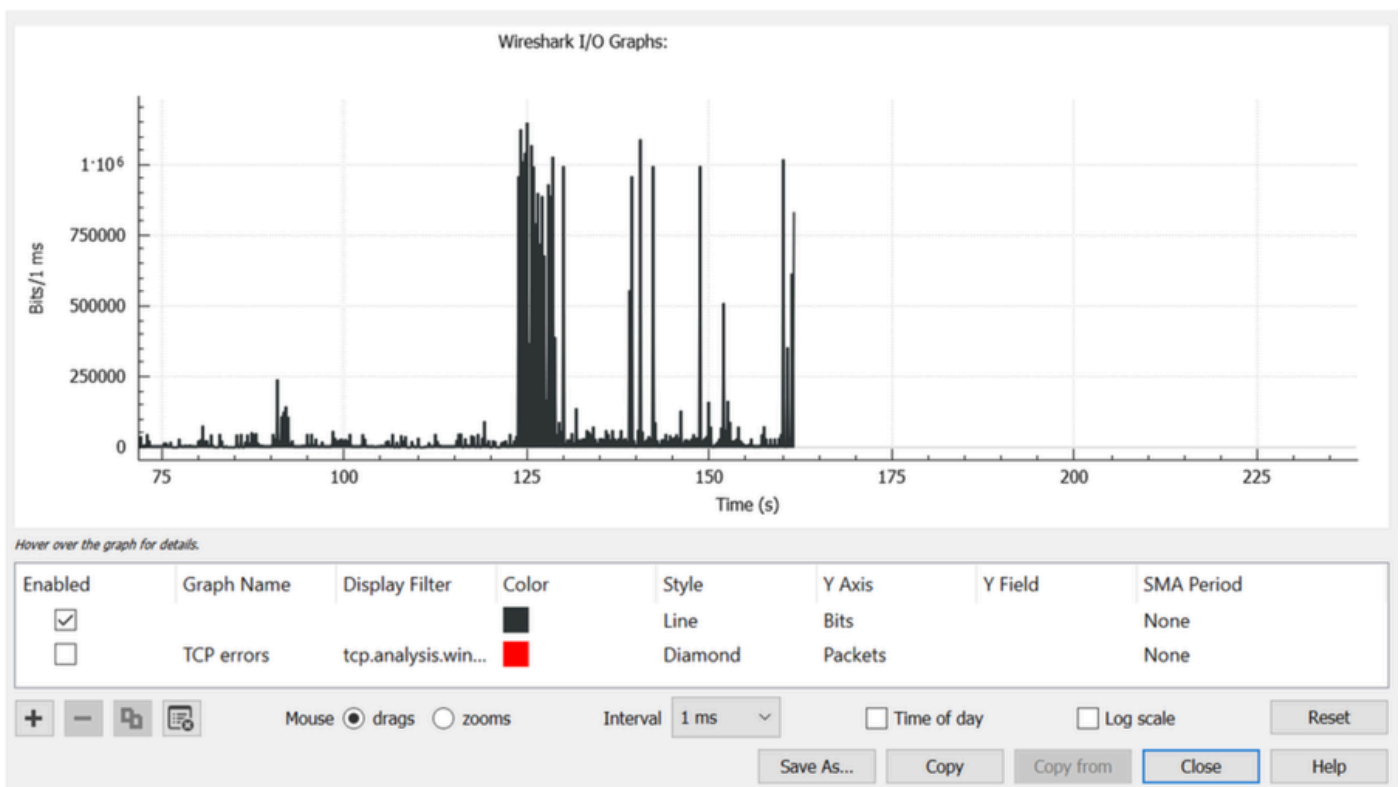 Wireshark I/O Graphs:
1·10⁶
750000
500000
250000
0
Bits/1 ms
75 100 125 150 175 200 225
Time (s)
Hover over the graph for details.
Enabled Graph Name Display Filter Color Style Y Axis Y Field SMA Period
Line Bits None
TCP errors tcp.analysis.win... Diamond Packets None
Mouse drags zooms Interval 1 ms Time of day Log scale Reset
Save As... Copy Copy from Close Help